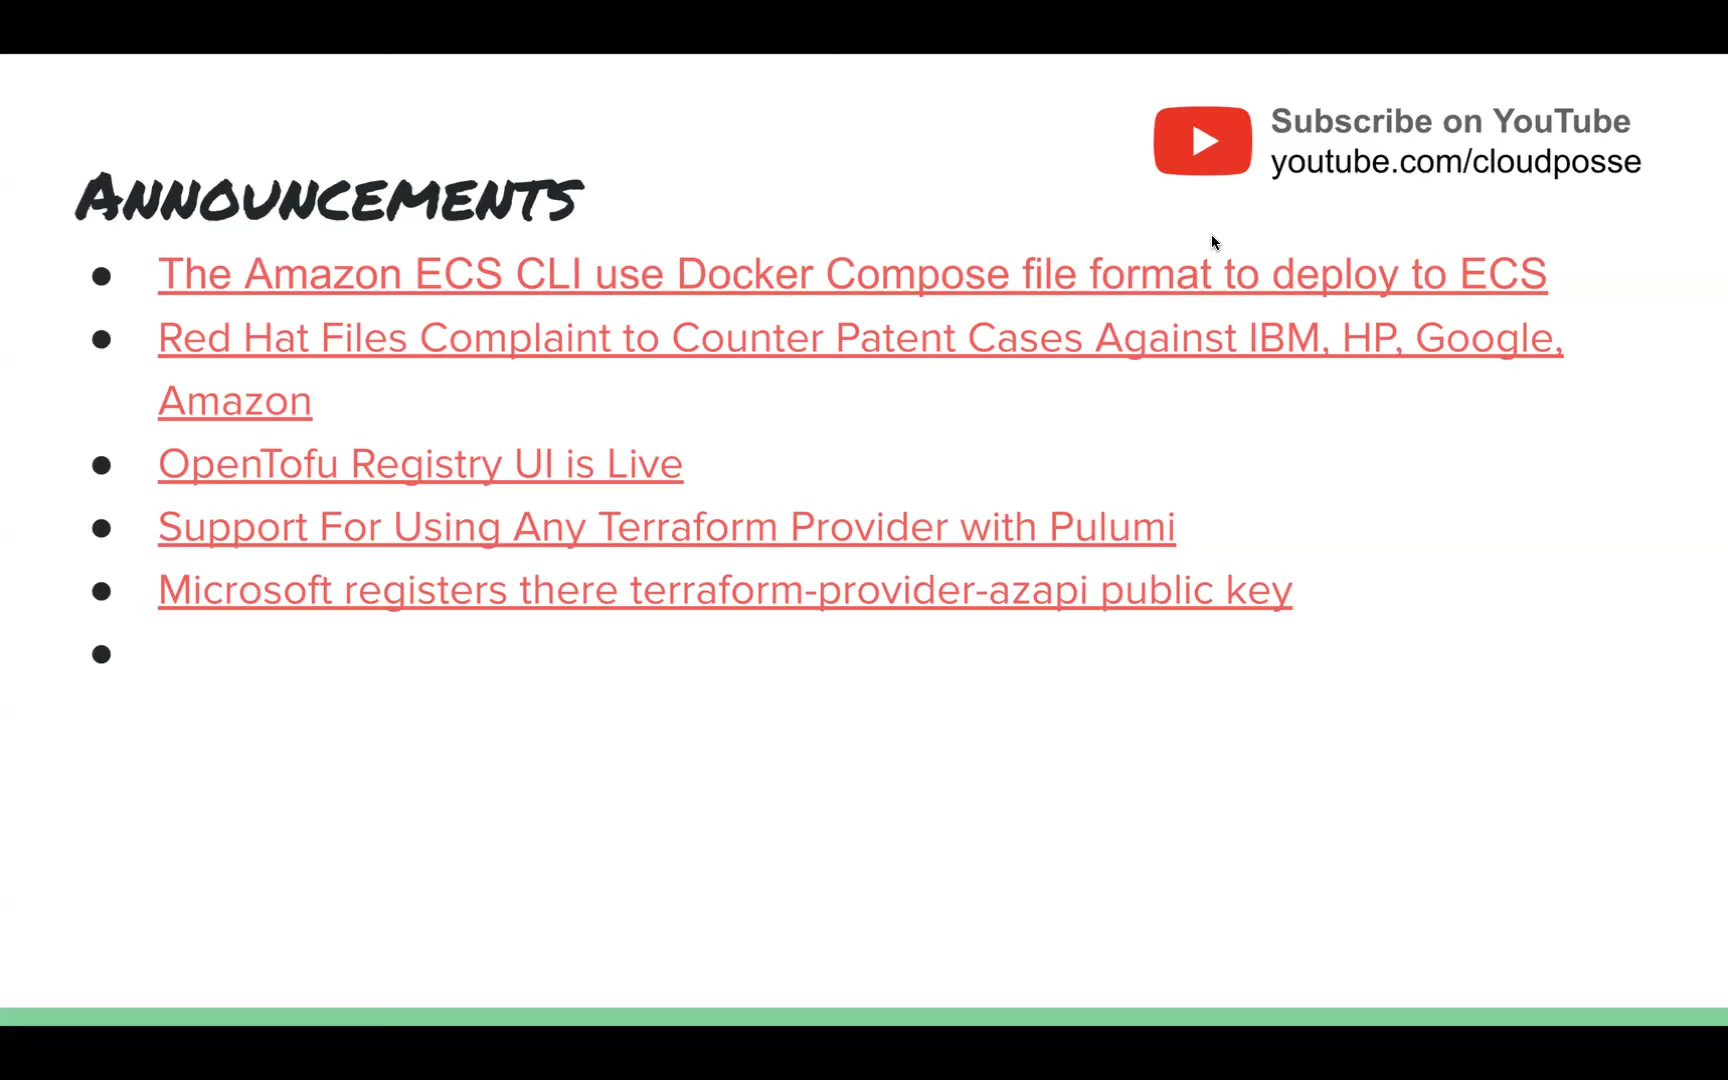 Subscribe on YouTube
youtube.com/cloudposse
ANNOUNCEMENTS
The Amazon ECS CLI use Docker Compose file format to deploy to ECS
Red Hat Files Complaint to Counter Patent Cases Against IBM, HP, Google,
Amazon
OpenTofu Registry UI is Live
Support For Using Any Terraform Provider with Pulumi
Microsoft registers there terraform-provider-azapi public key